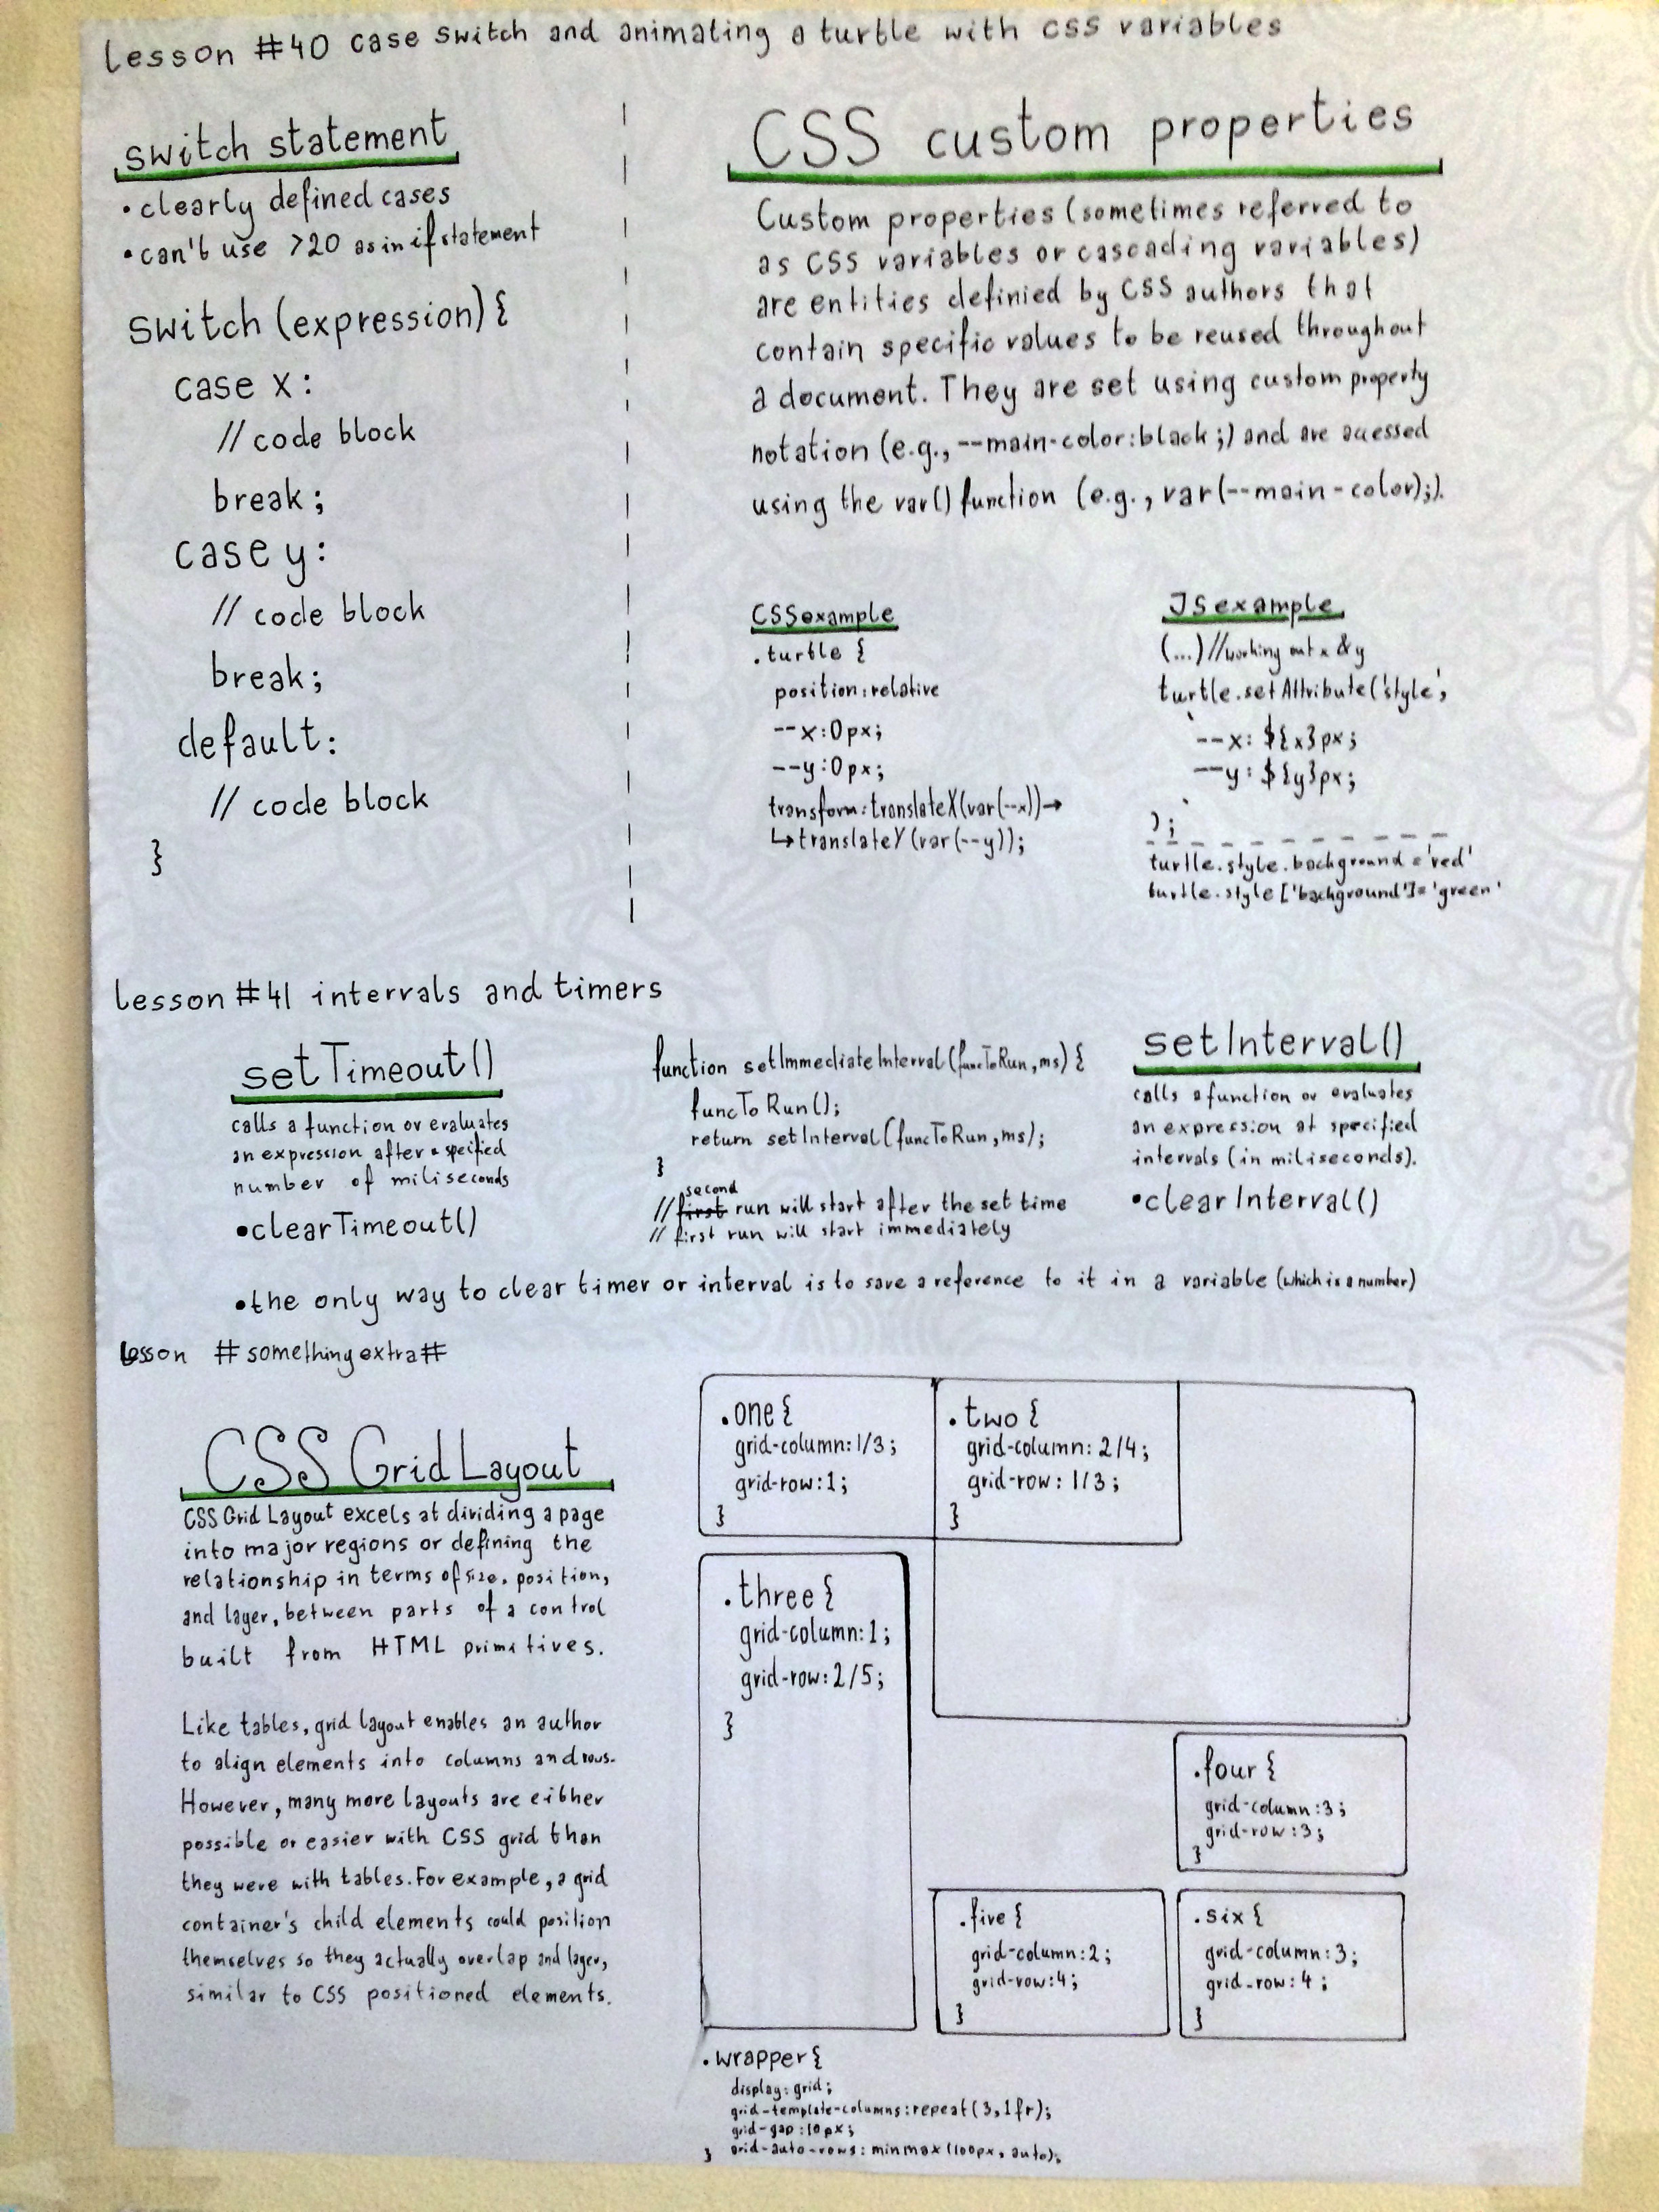 lesson #40 case switch and animating a turtle with css variables
switch statement
• clearly defined cases
• can't use >20 as in if statement
switch (expression) {
case x:
// code block
break;
case y:
// code block
break;
default:
// code block
}
CSS custom properties
Custom properties (sometimes referred to
as CSS variables or cascading variables)
are entities definied by CSS authors that
contain specific values to be reused throughout
a document. They are set using custom property
notation (e.g., --main-color:black;) and are acessed
using the var() function (e.g., var(--main-color);).
CSS example
.turtle {
position: relative
--x:0px;
--y:0px;
transform: translateX(var(--x))→
↳translateY(var(--y));
JS example
(...) //working out x & y
turtle.setAttribute('style',
`--x: ${x}px;
--y: ${y}px;
`
);
turtle.style.background = 'red'
turtle.style['background']= 'green'
lesson #41 intervals and timers
setTimeout()
calls a function or evaluates
an expression after a specified
number of miliseconds
• clearTimeout()
function setImmediateInterval(funcToRun, ms) {
funcToRun();
return setInterval(funcToRun, ms);
}
second
// first run will start after the set time
// first run will start immediately
setInterval()
calls a function or evaluates
an expression at specified
intervals (in miliseconds).
• clearInterval()
• the only way to clear timer or interval is to save a reference to it in a variable (which is a number)
lesson #somethingextra#
CSS Grid Layout
CSS Grid Layout excels at dividing a page
into major regions or defining the
relationship in terms of size, position,
and layer, between parts of a control
built from HTML primitives.
Like tables, grid layout enables an author
to align elements into columns and rows.
However, many more layouts are either
possible or easier with CSS grid than
they were with tables. For example, a grid
container's child elements could position
themselves so they actually overlap and layer,
similar to CSS positioned elements.
.one {
grid-column: 1/3;
grid-row: 1;
}
.two {
grid-column: 2/4;
grid-row: 1/3;
}
.three {
grid-column: 1;
grid-row: 2/5;
}
.four {
grid-column: 3;
grid-row: 3;
}
.five {
grid-column: 2;
grid-row: 4;
}
.six {
grid-column: 3;
grid-row: 4;
}
.wrapper {
display: grid;
grid-template-columns: repeat(3, 1fr);
grid-gap: 10px;
grid-auto-rows: minmax(100px, auto);
}